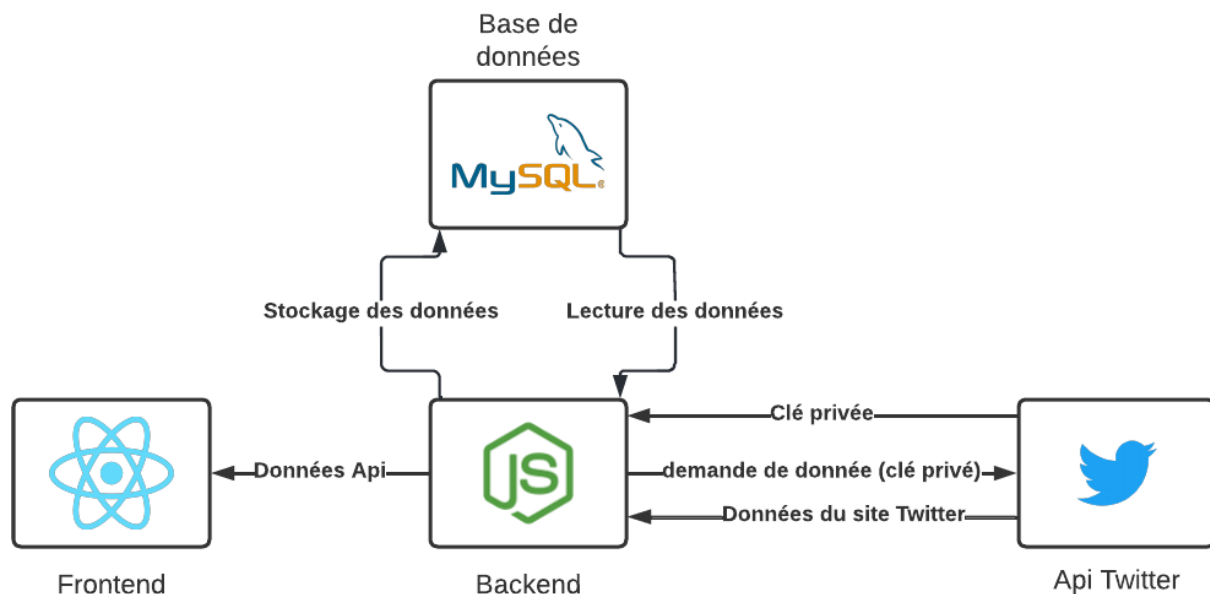 Base de
données
MySQL
Stockage des données
Lecture des données
Clé privée
Données Api
JS
demande de donnée (clé privé)
Données du site Twitter
Frontend
Backend
Api Twitter